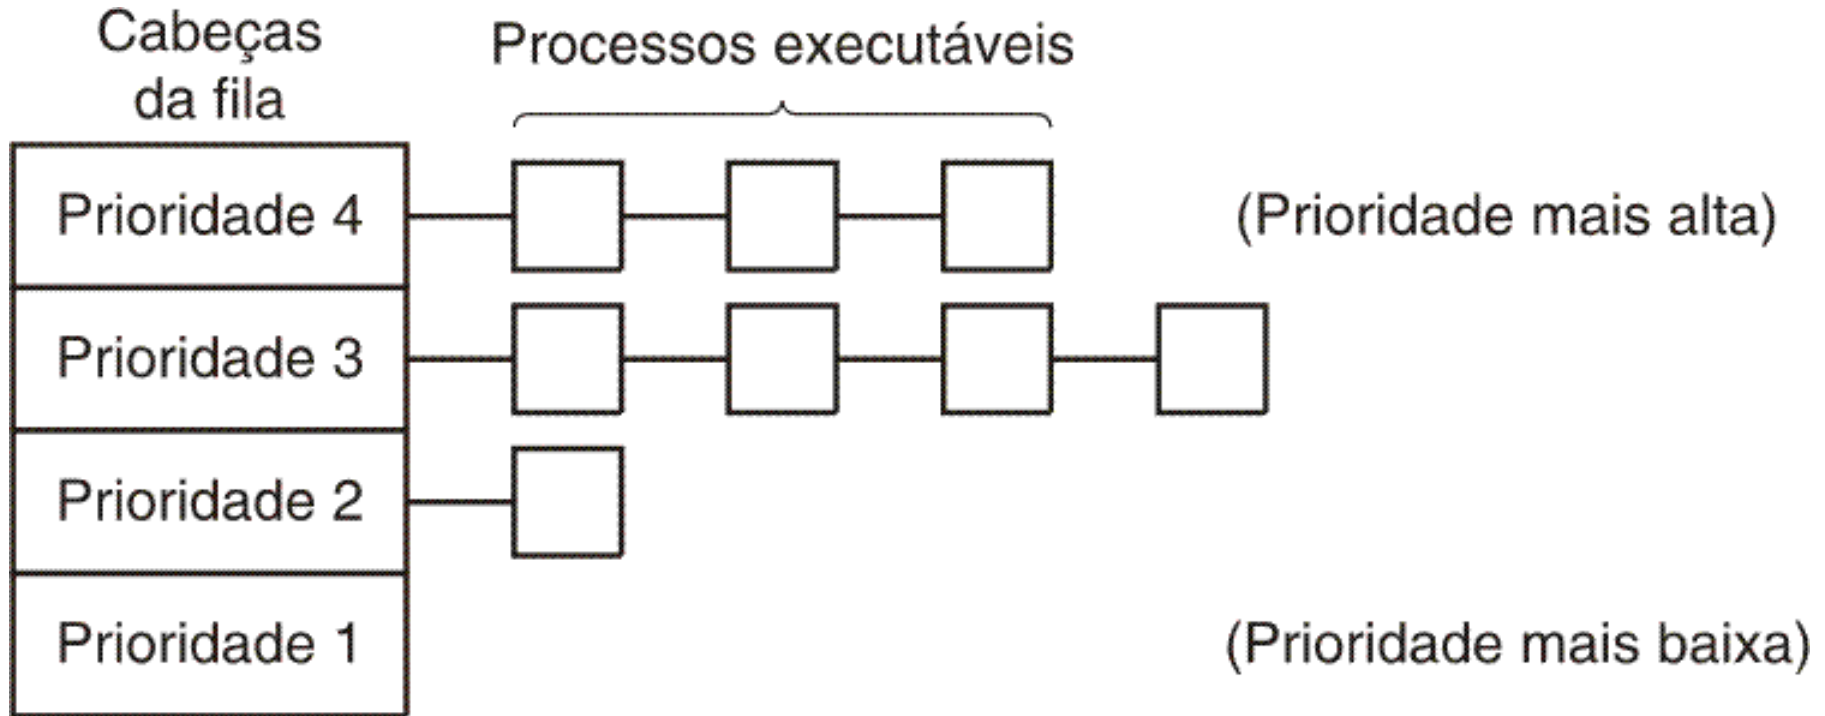 Cabeças
da fila
Processos executáveis
Prioridade 4
(Prioridade mais alta)
Prioridade 3
Prioridade 2
Prioridade 1
(Prioridade mais baixa)